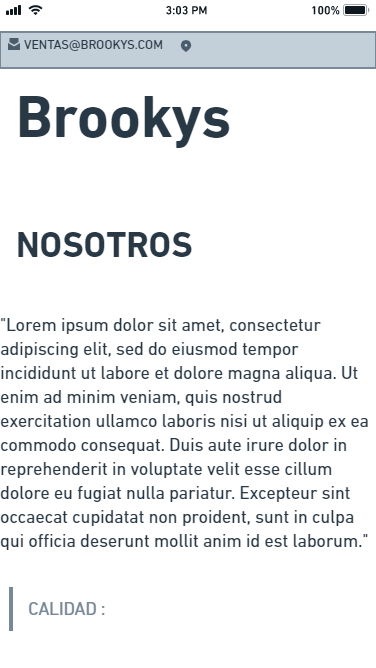 3:03 PM 100%
VENTAS@BROOKYS.COM
Brookys
NOSOTROS
"Lorem ipsum dolor sit amet, consectetur
adipiscing elit, sed do eiusmod tempor
incididunt ut labore et dolore magna aliqua. Ut
enim ad minim veniam, quis nostrud
exercitation ullamco laboris nisi ut aliquip ex ea
commodo consequat. Duis aute irure dolor in
reprehenderit in voluptate velit esse cillum
dolore eu fugiat nulla pariatur. Excepteur sint
occaecat cupidatat non proident, sunt in culpa
qui officia deserunt mollit anim id est laborum."
CALIDAD :